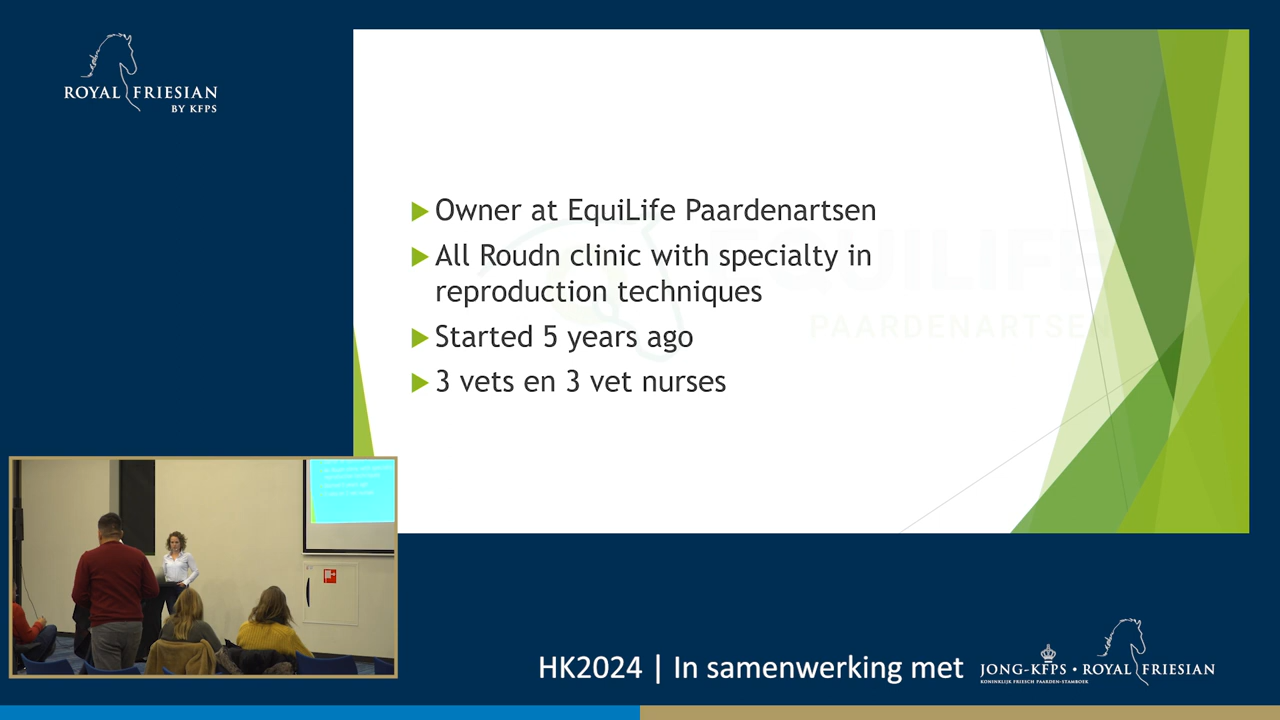 ROYAL FRIESIAN
BY KFPS
Owner at EquiLife Paardenartsen
All Roudn clinic with specialty in
reproduction techniques
Started 5 years ago
3 vets en 3 vet nurses
EQUILIFE
PAARDENARTSEN
HK2024 | In samenwerking met
JONG-KFPS • ROYAL FRIESIAN
KONINKLIJK FRIESCH PAARDEN-STAMBOEK